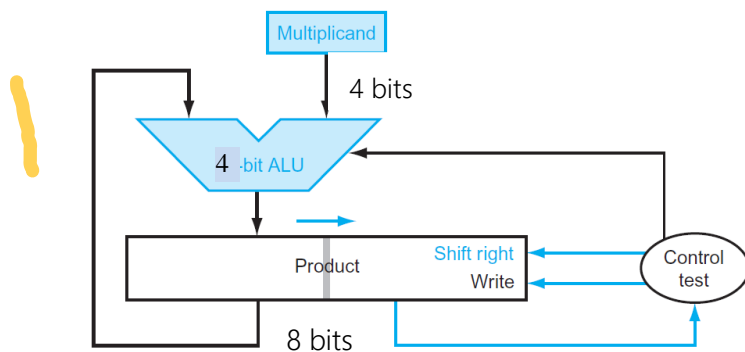 Multiplicand
4 bits
4 -bit ALU
Shift right
Product
Write
Control
test
8 bits